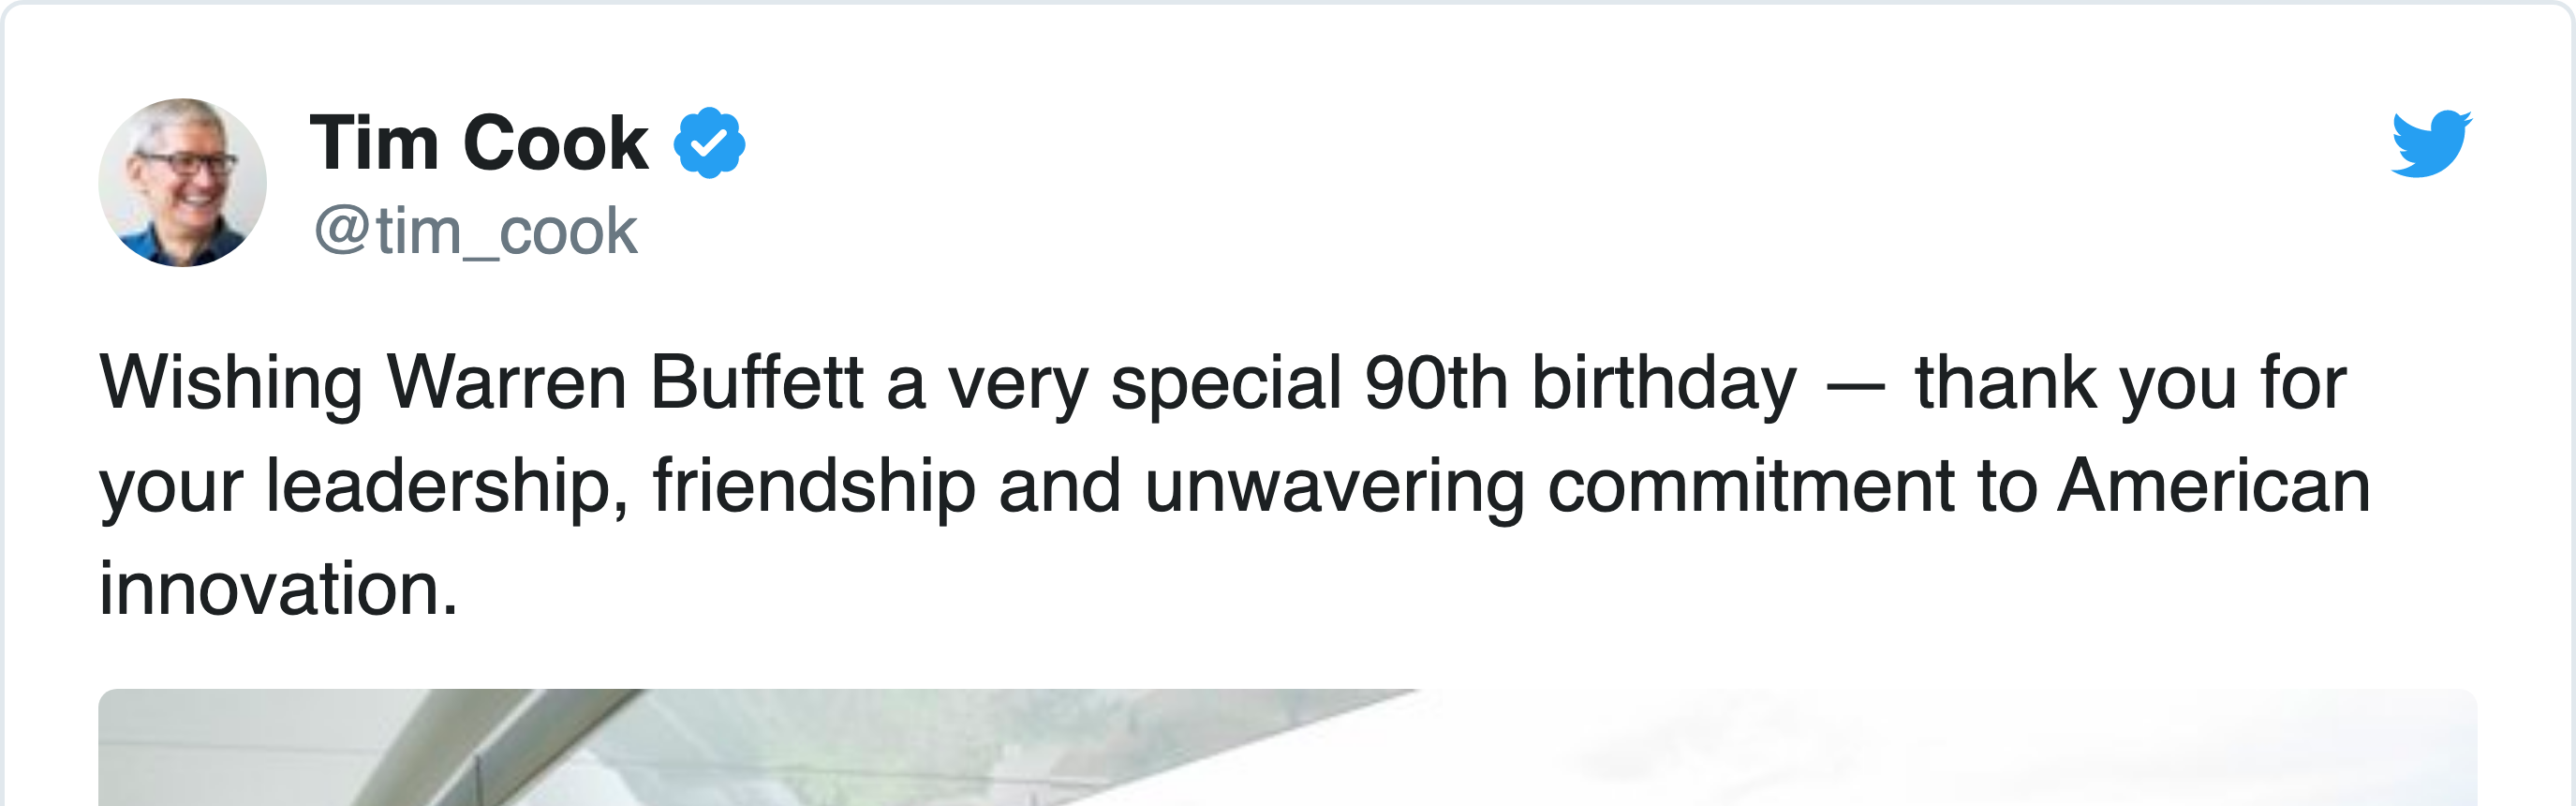 Tim Cook
@tim_cook
Wishing Warren Buffett a very special 90th birthday — thank you for
your leadership, friendship and unwavering commitment to American
innovation.